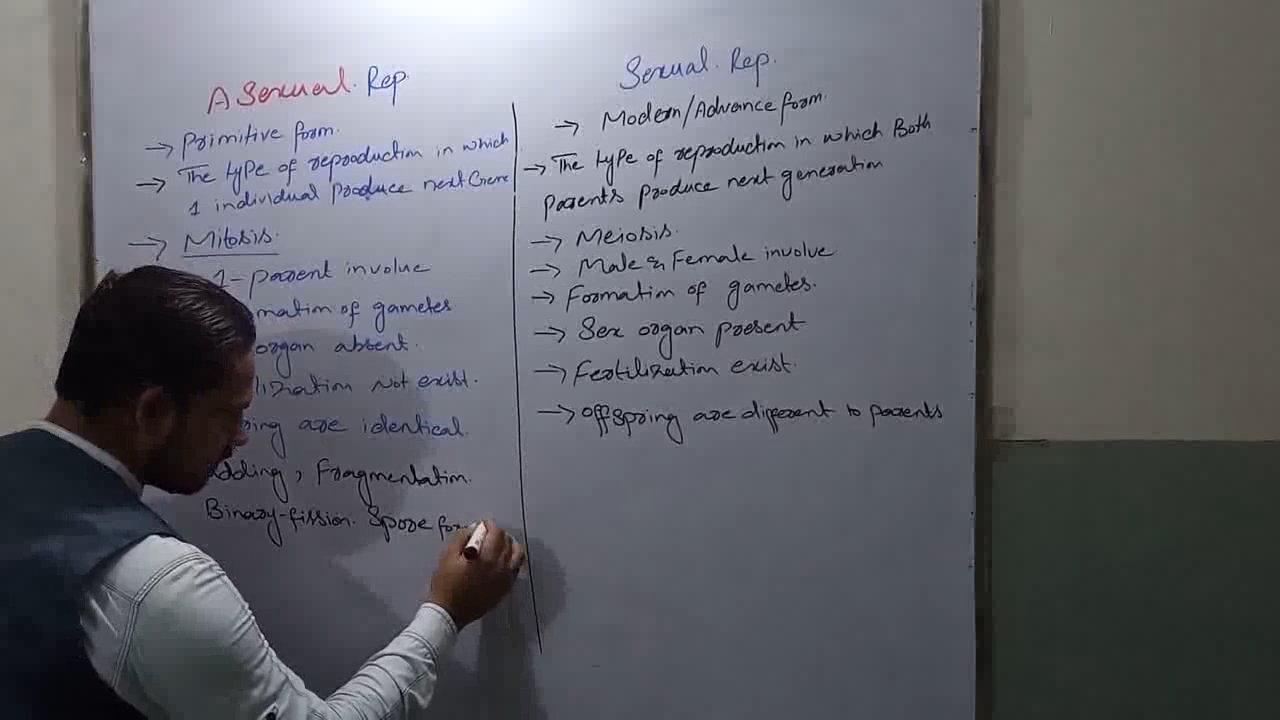 A Sexual. Rep.
→ Primitive form.
→ The type of reproduction in which
1 individual Produce next Gene
→ Mitosis.
1-parent involve
mation of gametes
organ absent.
lization Not exist.
ring are identical.
dding, Fragmentation.
Binary-fission. Spore for
Sexual. Rep.
→ Modern/Advance form.
→ The type of reproduction in which Both
Parents produce next generation
→ Meiosis.
→ Male & Female involve
→ Formation of gametes.
→ Sex organ present
→ Fertilization exist.
→ Offspring are different to parents